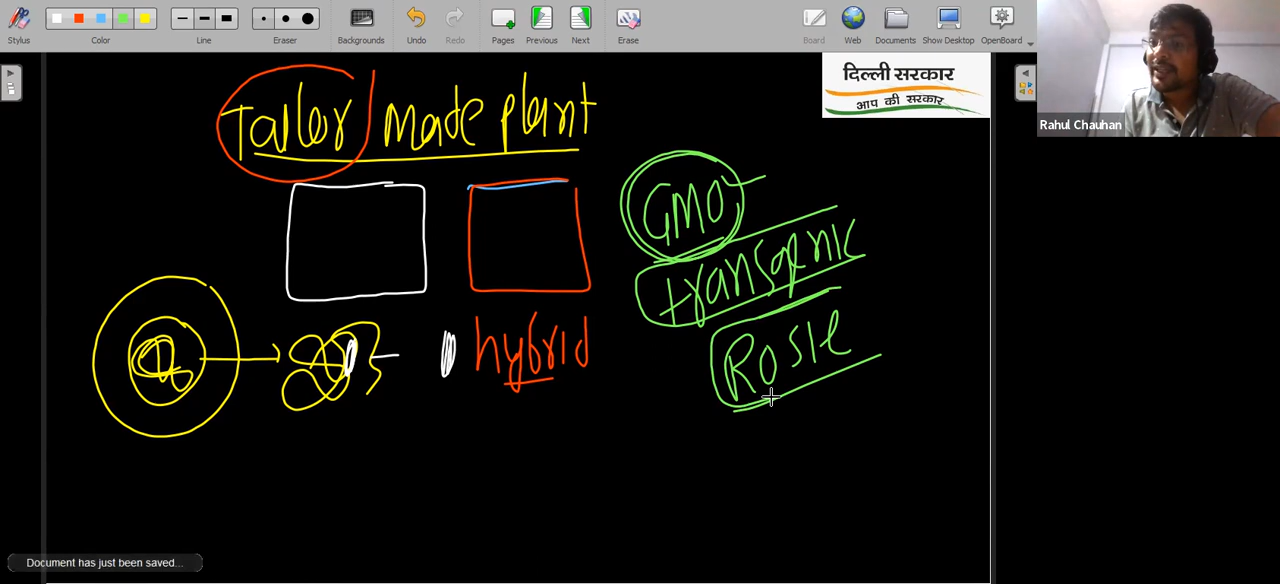 Stylus
Color
Line
Eraser
Backgrounds
Undo
Redo
Pages
Previous
Next
Erase
Board
Web
Documents
Show Desktop
OpenBoard
दिल्ली सरकार
आप की सरकार
Rahul Chauhan
Tailor Made plant
GMO
transgenic
hybrid
Rosie
Document has just been saved...